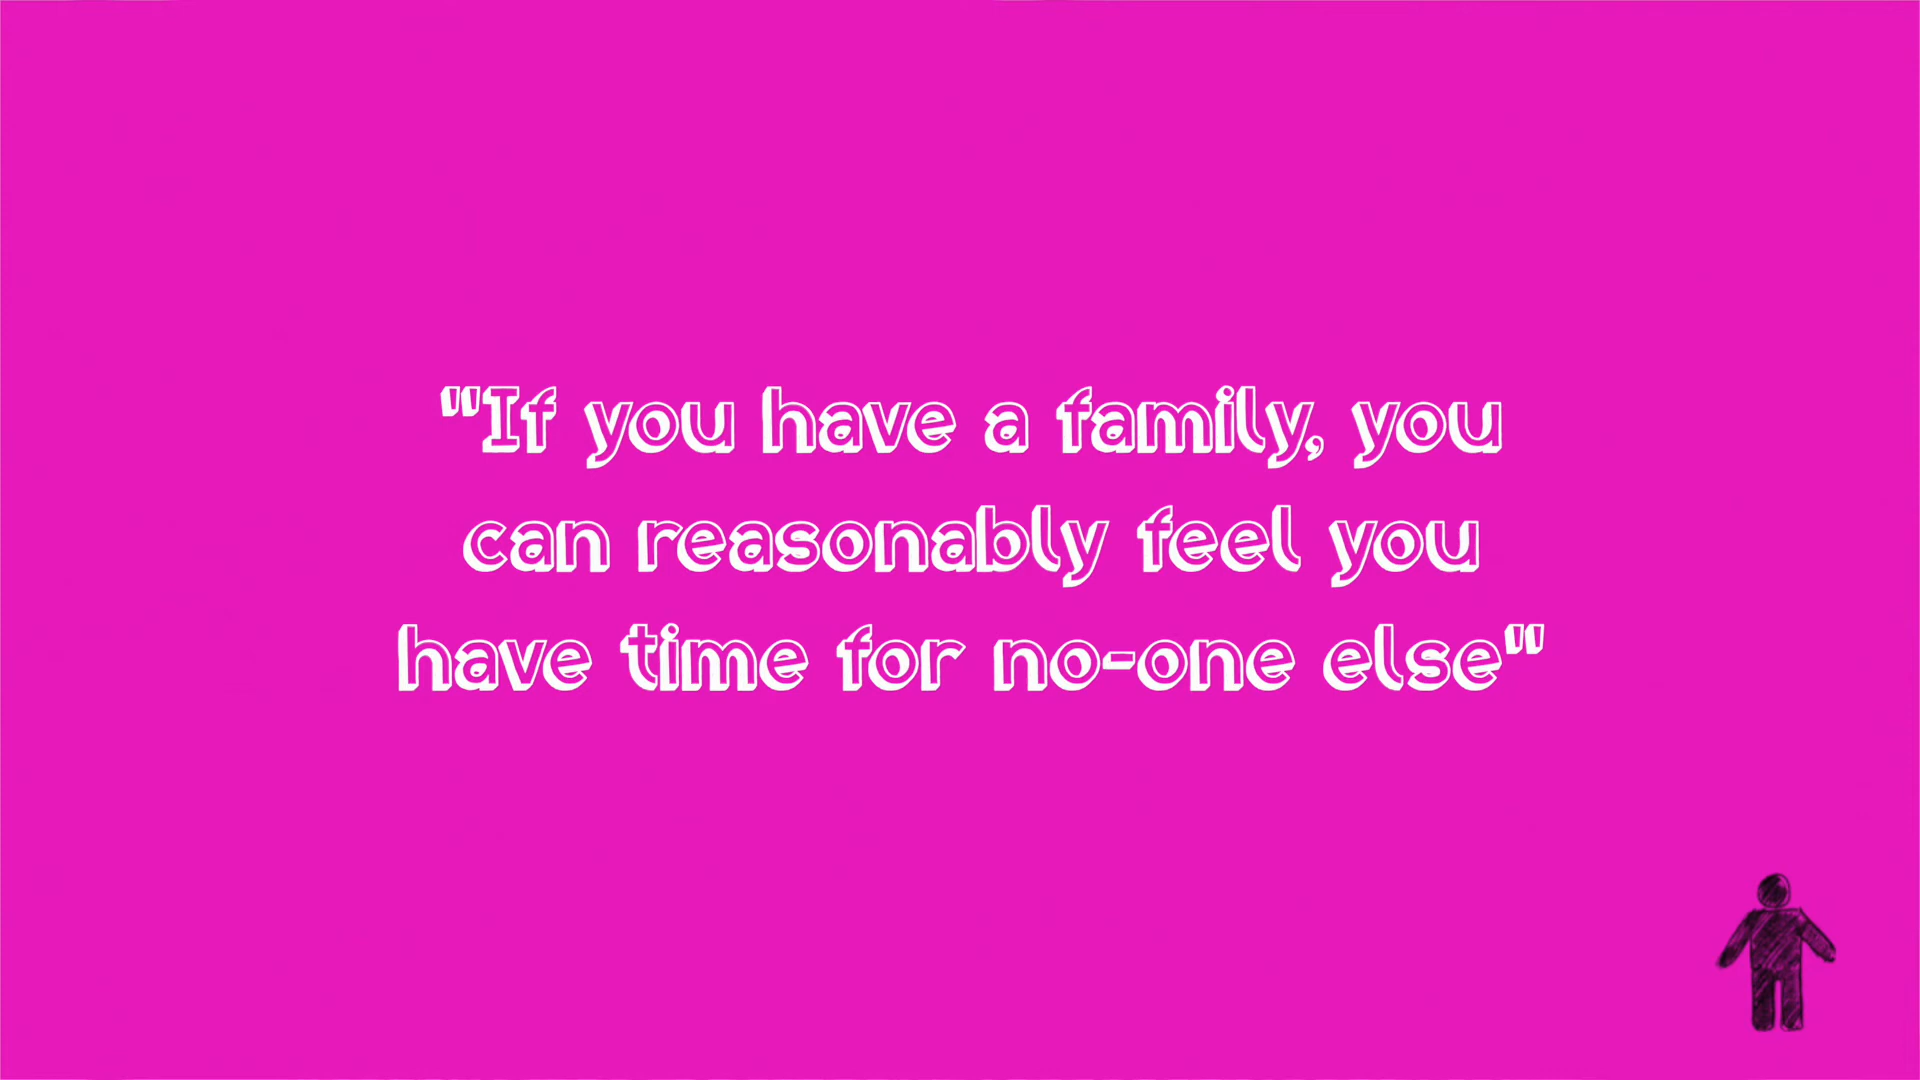 "If you have a family, you
can reasonably feel you
have time for no-one else"